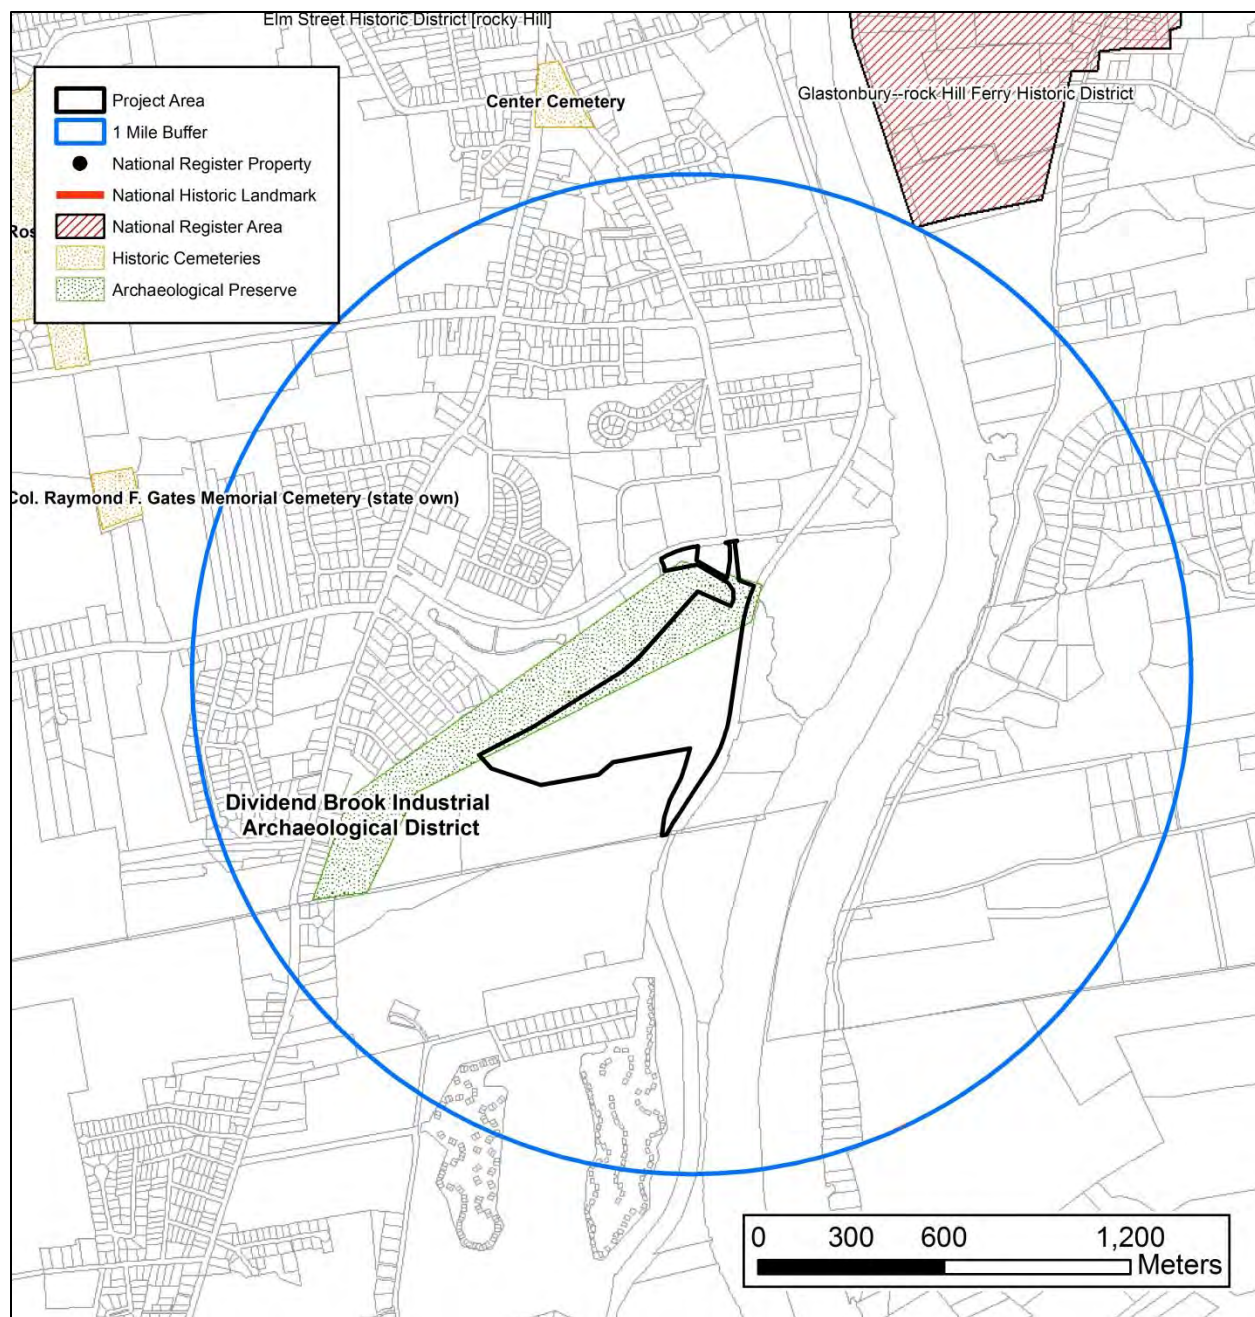 Elm Street Historic District [rocky Hill]
Project Area
1 Mile Buffer
National Register Property
National Historic Landmark
National Register Area
Historic Cemeteries
Archaeological Preserve
Center Cemetery
Glastonbury--rock Hill Ferry Historic District
Ros
Col. Raymond F. Gates Memorial Cemetery (state own)
Dividend Brook Industrial
Archaeological District
0 300 600 1,200
Meters